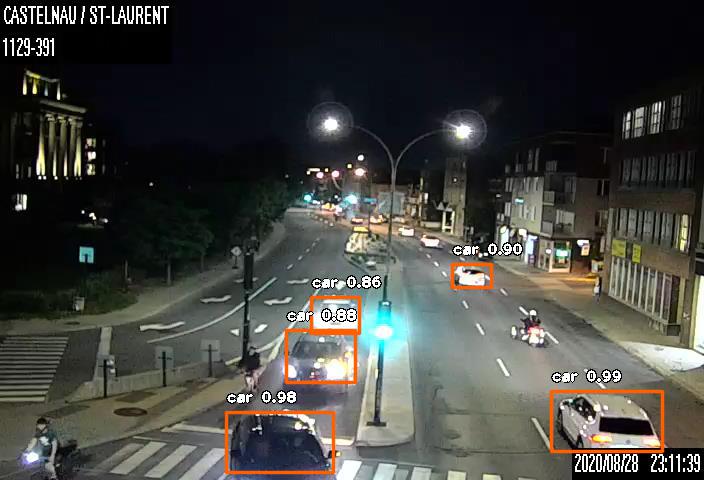 CASTELNAU / ST-LAURENT
1129-391
car 0.90
car 0.86
car 0.88
car 0.99
car 0.98
2020/08/28 23:11:39